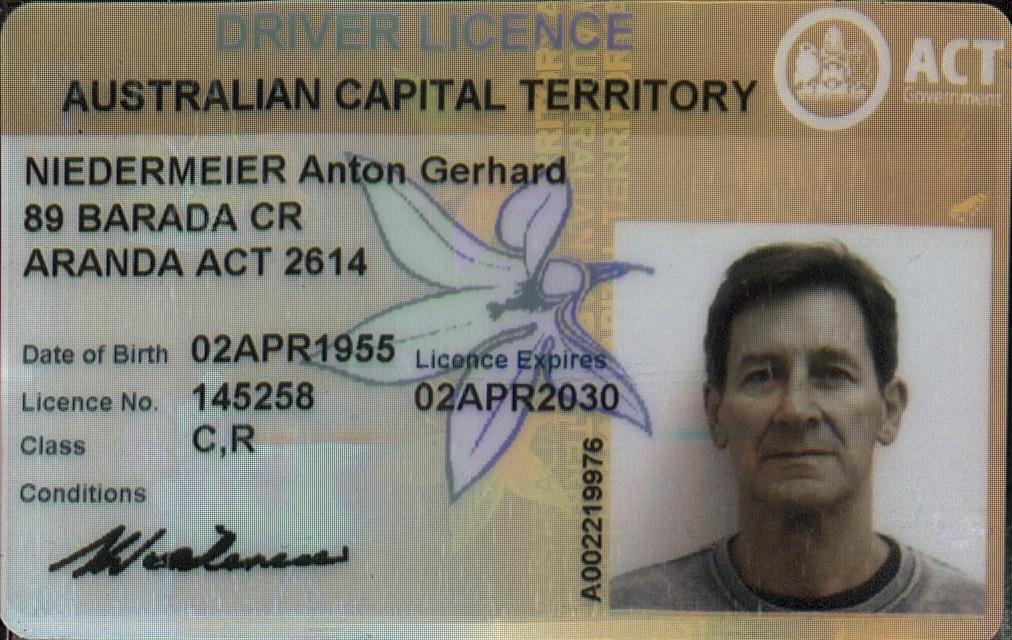 DRIVER LICENCE
ACT
Government
AUSTRALIAN CAPITAL TERRITORY
NIEDERMEIER Anton Gerhard
89 BARADA CR
ARANDA ACT 2614
Date of Birth 02APR1955 Licence Expires
Licence No. 145258 02APR2030
Class C,R
Conditions
A002219976